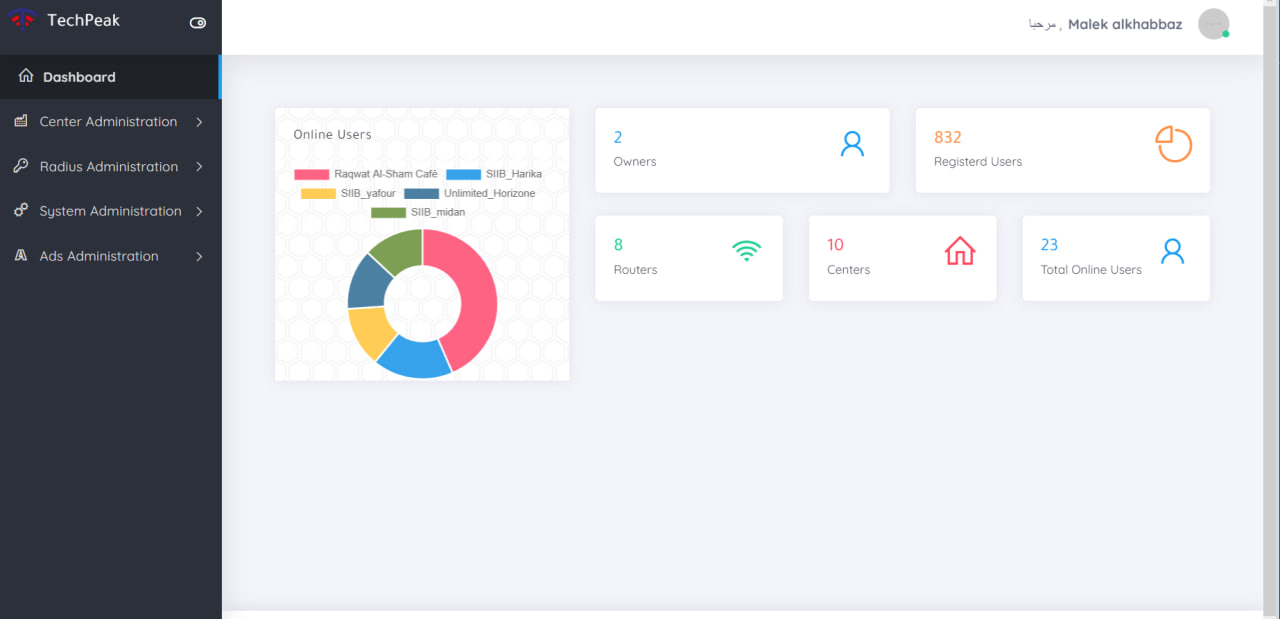 TechPeak
مرحبا , Malek alkhabbaz
Dashboard
Center Administration
Radius Administration
System Administration
Ads Administration
Online Users
Raqwat Al-Sham Cafè SIIB_Harika
SIIB_yafour Unlimited_Horizone
SIIB_midan
2
Owners
832
Registerd Users
8
Routers
10
Centers
23
Total Online Users